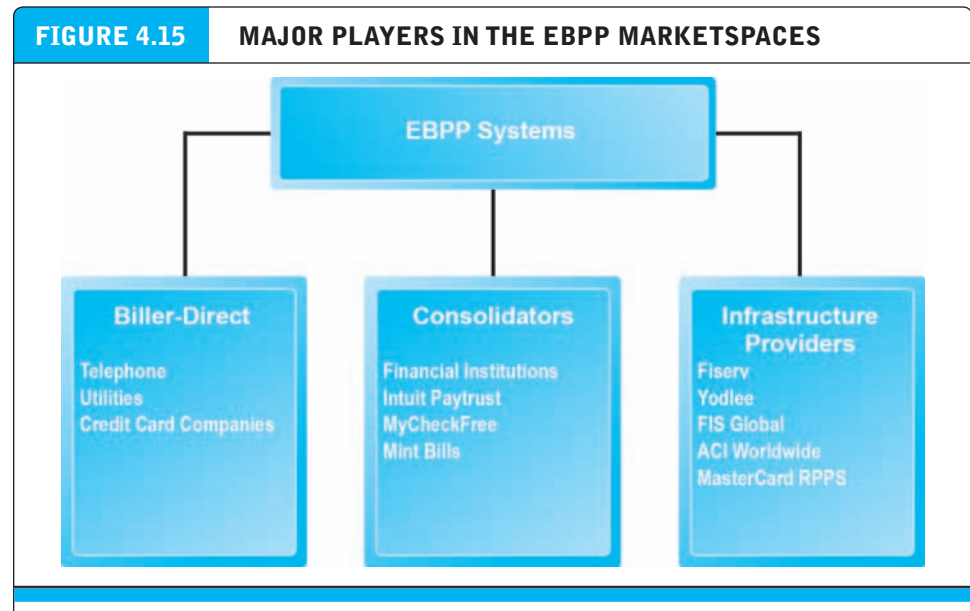 FIGURE 4.15
MAJOR PLAYERS IN THE EBPP MARKETSPACES
EBPP Systems
Biller-Direct
Telephone
Utilities
Credit Card Companies
Consolidators
Financial Institutions
Intuit Paytrust
MyCheckFree
Mint Bills
Infrastructure
Providers
Fiserv
Yodlee
FIS Global
ACI Worldwide
MasterCard RPPS